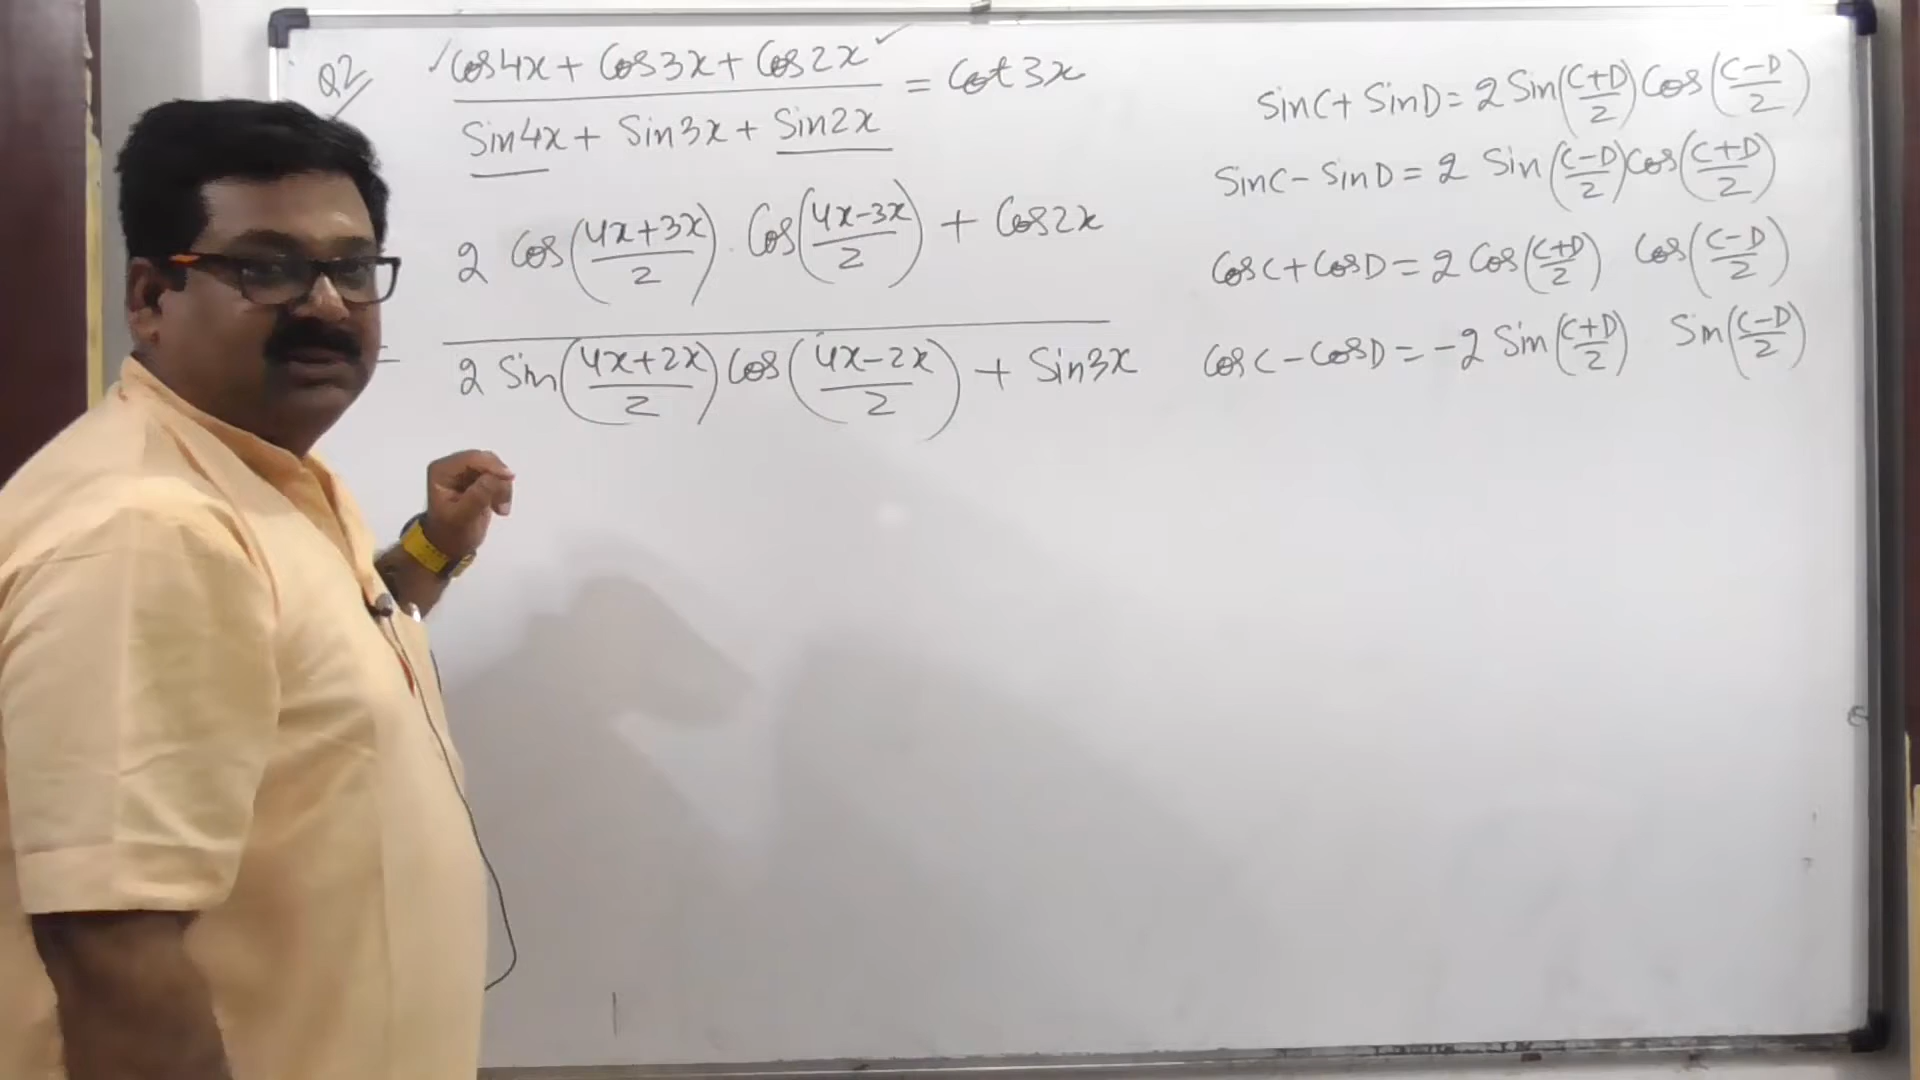 Q2
Cos4x + Cos3x + Cos2x
Sin4x + Sin3x + Sin2x
= Cot3x
2 Cos(4x+3x/2) . Cos(4x-3x/2) + Cos2x
=
2 Sin(4x+2x/2) Cos(4x-2x/2) + Sin3x
SinC + SinD = 2 Sin(C+D/2) Cos(C-D/2)
SinC - SinD = 2 Sin(C-D/2) Cos(C+D/2)
CosC + CosD = 2 Cos(C+D/2) Cos(C-D/2)
CosC - CosD = -2 Sin(C+D/2) Sin(C-D/2)